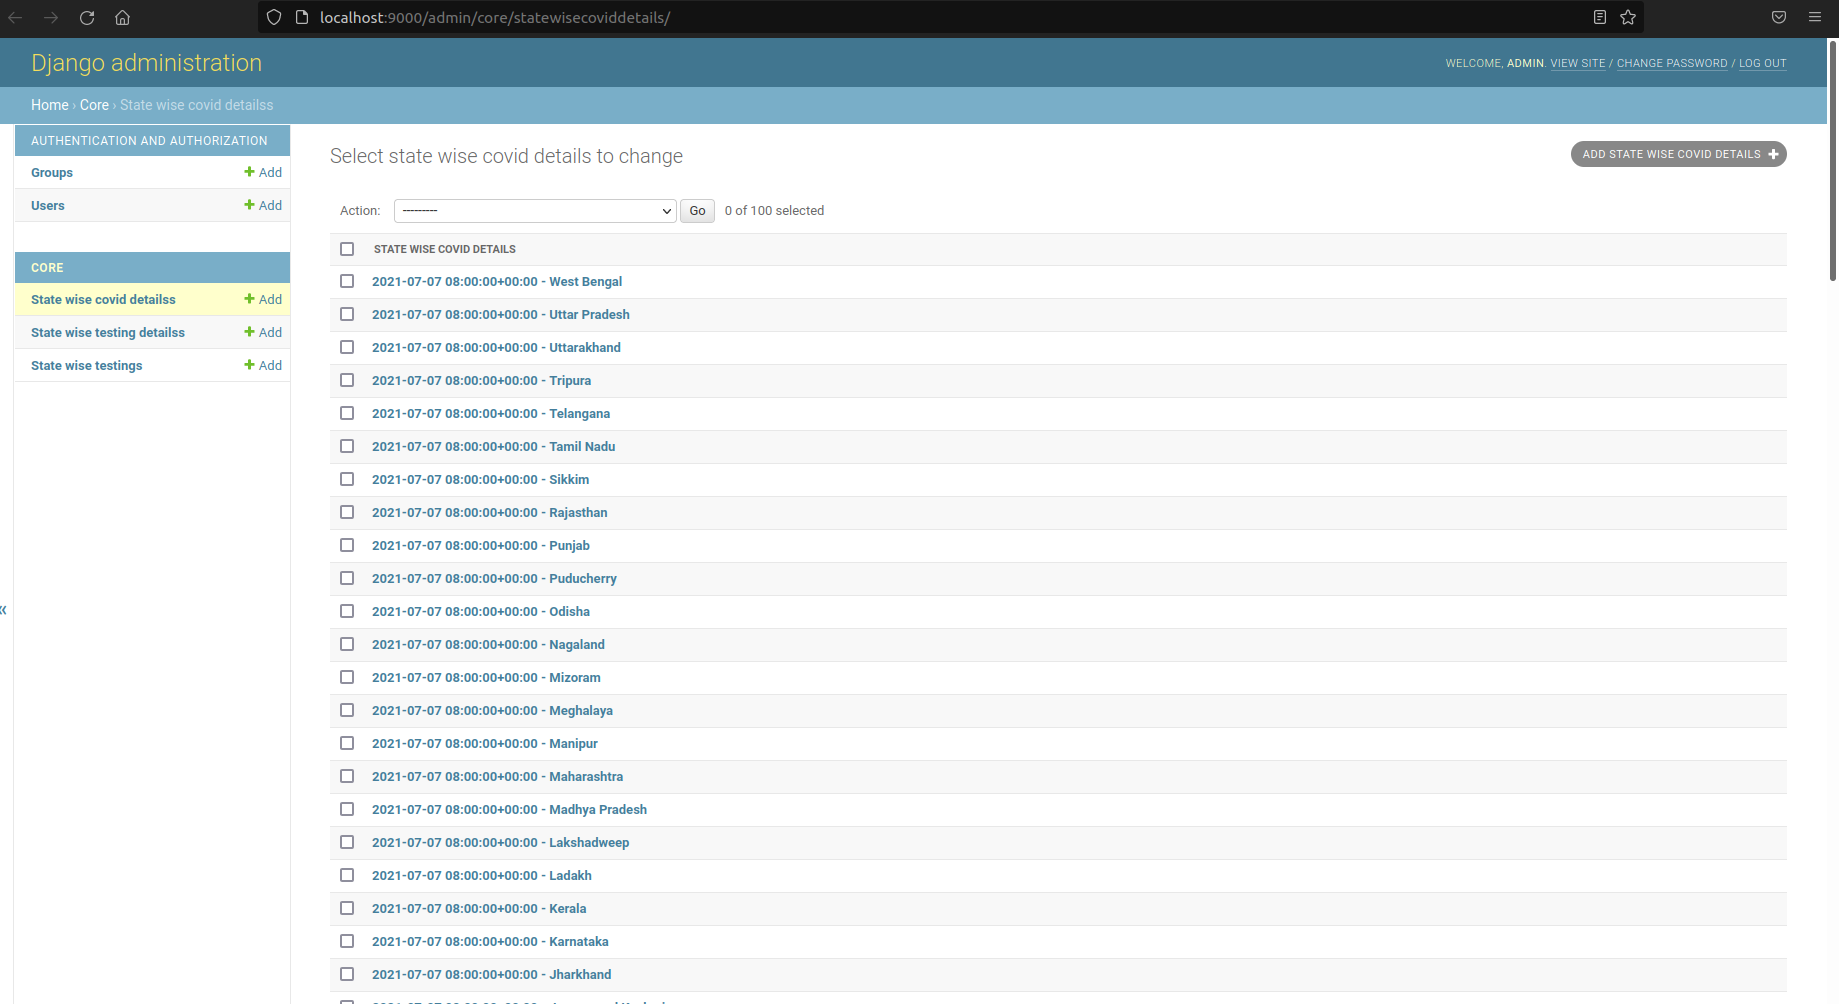 localhost:9000/admin/core/statewisecoviddetails/
Django administration
WELCOME, ADMIN. VIEW SITE / CHANGE PASSWORD / LOG OUT
Home › Core › State wise covid detailss
AUTHENTICATION AND AUTHORIZATION
Groups + Add
Users + Add
CORE
State wise covid detailss + Add
State wise testing detailss + Add
State wise testings + Add
«
Select state wise covid details to change
ADD STATE WISE COVID DETAILS +
Action: --------- Go 0 of 100 selected
STATE WISE COVID DETAILS
2021-07-07 08:00:00+00:00 - West Bengal
2021-07-07 08:00:00+00:00 - Uttar Pradesh
2021-07-07 08:00:00+00:00 - Uttarakhand
2021-07-07 08:00:00+00:00 - Tripura
2021-07-07 08:00:00+00:00 - Telangana
2021-07-07 08:00:00+00:00 - Tamil Nadu
2021-07-07 08:00:00+00:00 - Sikkim
2021-07-07 08:00:00+00:00 - Rajasthan
2021-07-07 08:00:00+00:00 - Punjab
2021-07-07 08:00:00+00:00 - Puducherry
2021-07-07 08:00:00+00:00 - Odisha
2021-07-07 08:00:00+00:00 - Nagaland
2021-07-07 08:00:00+00:00 - Mizoram
2021-07-07 08:00:00+00:00 - Meghalaya
2021-07-07 08:00:00+00:00 - Manipur
2021-07-07 08:00:00+00:00 - Maharashtra
2021-07-07 08:00:00+00:00 - Madhya Pradesh
2021-07-07 08:00:00+00:00 - Lakshadweep
2021-07-07 08:00:00+00:00 - Ladakh
2021-07-07 08:00:00+00:00 - Kerala
2021-07-07 08:00:00+00:00 - Karnataka
2021-07-07 08:00:00+00:00 - Jharkhand